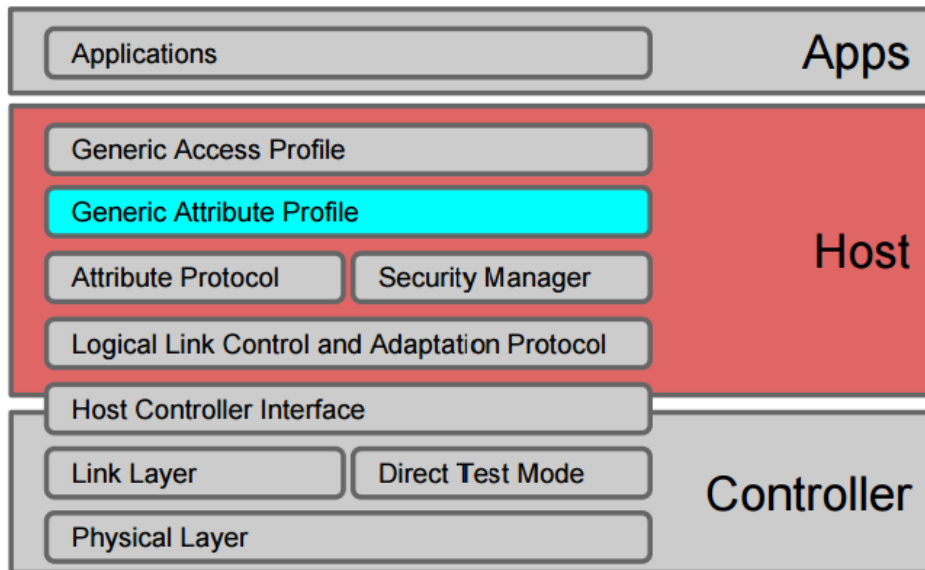 Applications
Apps
Generic Access Profile
Generic Attribute Profile
Host
Attribute Protocol
Security Manager
Logical Link Control and Adaptation Protocol
Host Controller Interface
Link Layer
Direct Test Mode
Controller
Physical Layer